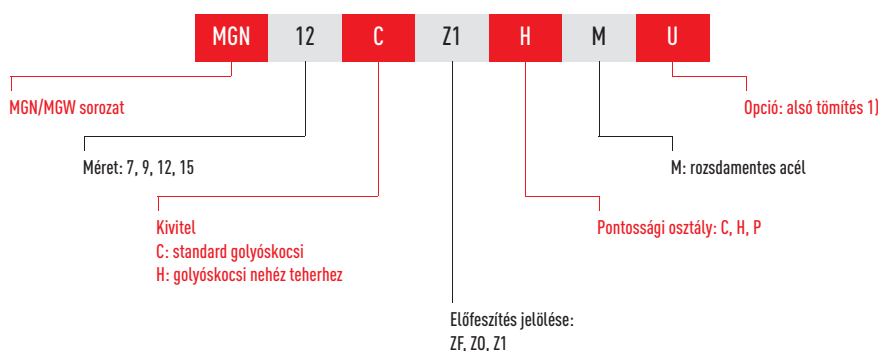 MGN 12 C Z1 H M U
MGN/MGW sorozat
Opció: alsó tömítés 1)
Méret: 7, 9, 12, 15
M: rozsdamentes acél
Kivitel
C: standard golyóskocsi
H: golyóskocsi nehéz teherhez
Pontossági osztály: C, H, P
Előfeszítés jelölése:
ZF, Z0, Z1